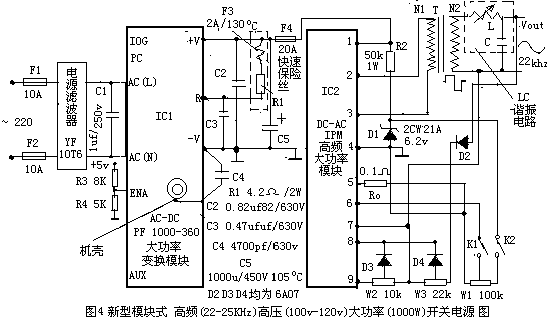 F3
2A/130℃
F4
20A
快速
保险
丝
N1 T N2
L
C
Vout
22khz
LC
谐振
电路
IOG
PC
+V
R
-V
AC(L)
AC(N)
IC1
ENA
AC-DC
PF 1000-360
大功率
变换模块
AUX
F1
10A
F2
10A
~ 220
电源滤波器
YF
10T6
C1
1uf/250v
+5v
R3 8K
R4 5K
机壳
C2
C3
R1
C5
C4
R1 4.2Ω/2W
C2
0.82uf82/630V
C3 0.47ufuf/630V
C4 4700pf/630v
C5
1000u/450V 105℃
D2 D3 D4均为 6A07
1
2
3
4
5
6
7
8
9
IC2
DC-AC
IPM
高频
大功率
模块
50k
1W
R2
D1
2CW21A
6.2v
D2
0.1Ω
Ro
K1
K2
D3
D4
W2 10k
W3 22k
W1 100k
图4 新型模块式 高频(22-25KHz)高压(100v-120v)大功率(1000W)开关电源 图